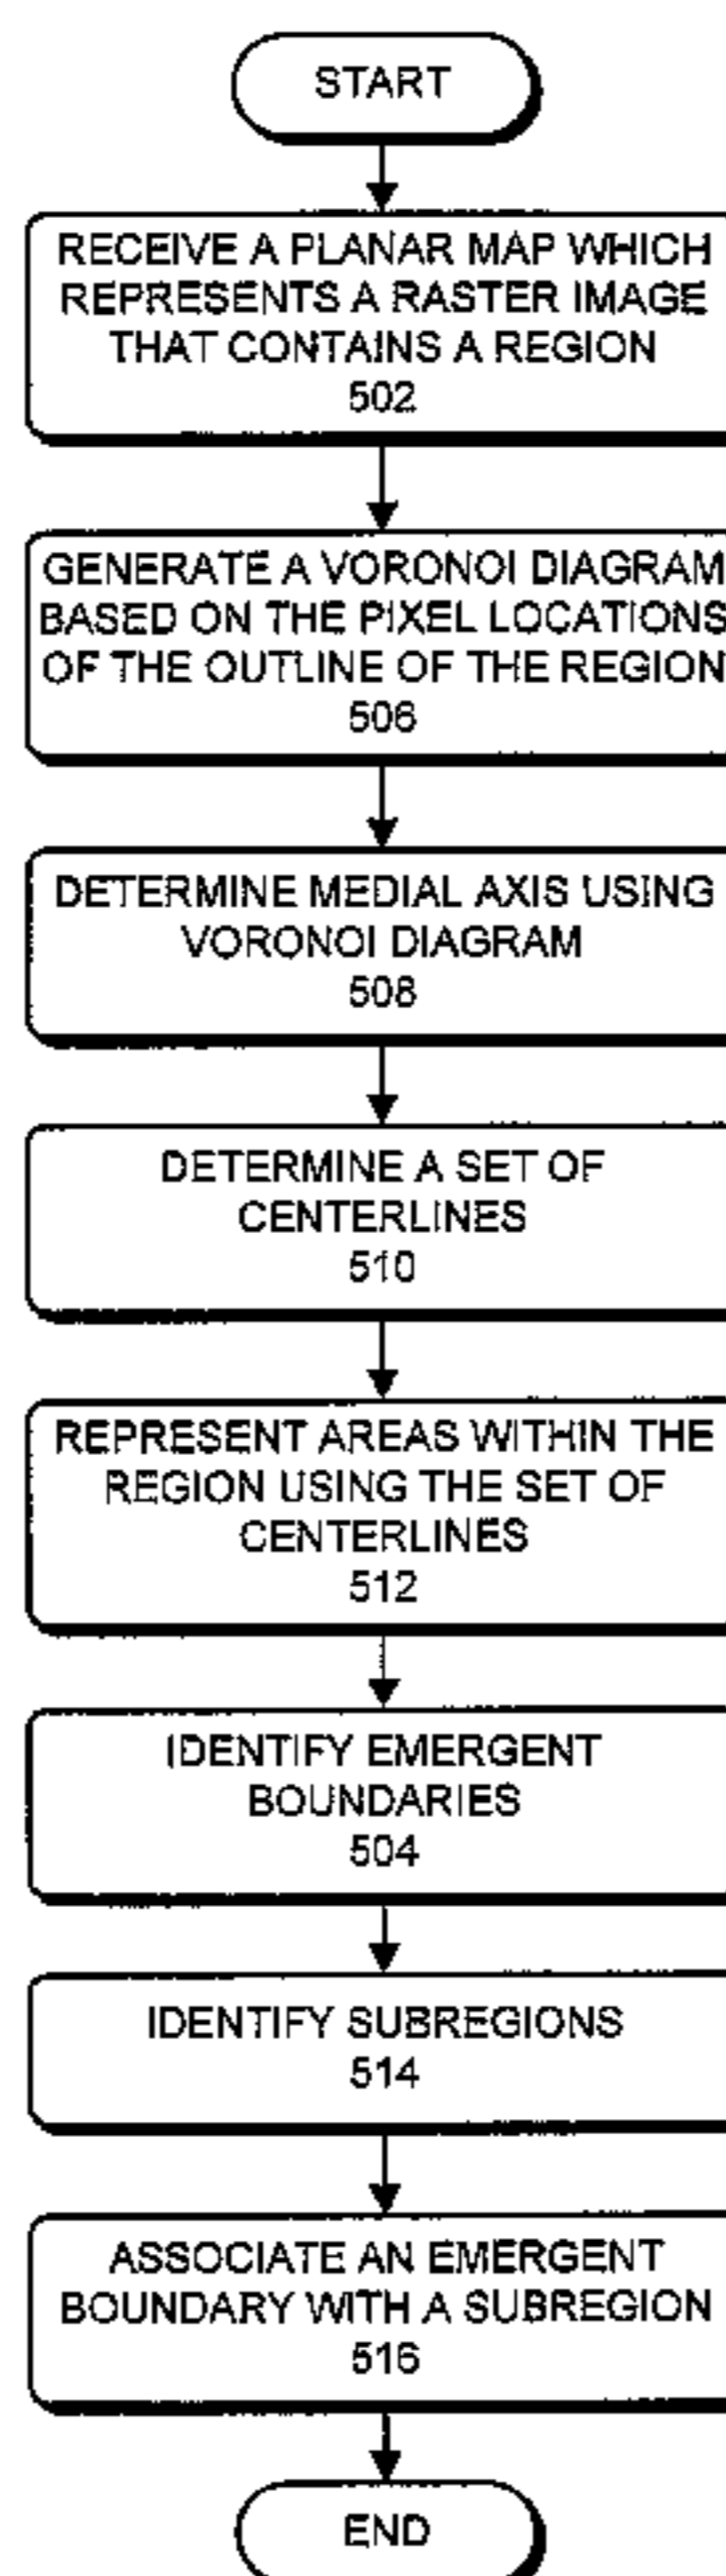 START
RECEIVE A PLANAR MAP WHICH
REPRESENTS A RASTER IMAGE
THAT CONTAINS A REGION
502
GENERATE A VORONOI DIAGRAM
BASED ON THE PIXEL LOCATIONS
OF THE OUTLINE OF THE REGION
506
DETERMINE MEDIAL AXIS USING
VORONOI DIAGRAM
508
DETERMINE A SET OF
CENTERLINES
510
REPRESENT AREAS WITHIN THE
REGION USING THE SET OF
CENTERLINES
512
IDENTIFY EMERGENT
BOUNDARIES
504
IDENTIFY SUBREGIONS
514
ASSOCIATE AN EMERGENT
BOUNDARY WITH A SUBREGION
516
END